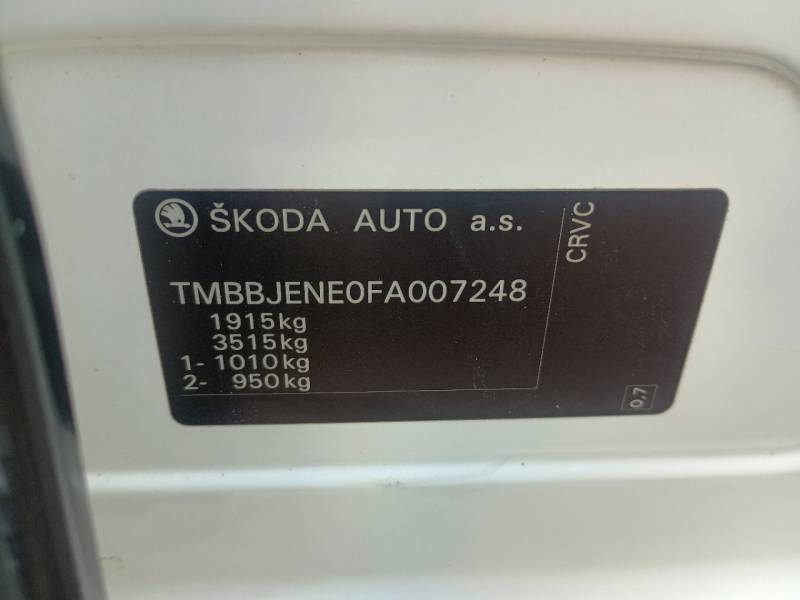 ŠKODA AUTO a.s.
TMBBJENE0FA007248
1915kg
3515kg
1- 1010kg
2- 950kg
CRVC
0,7